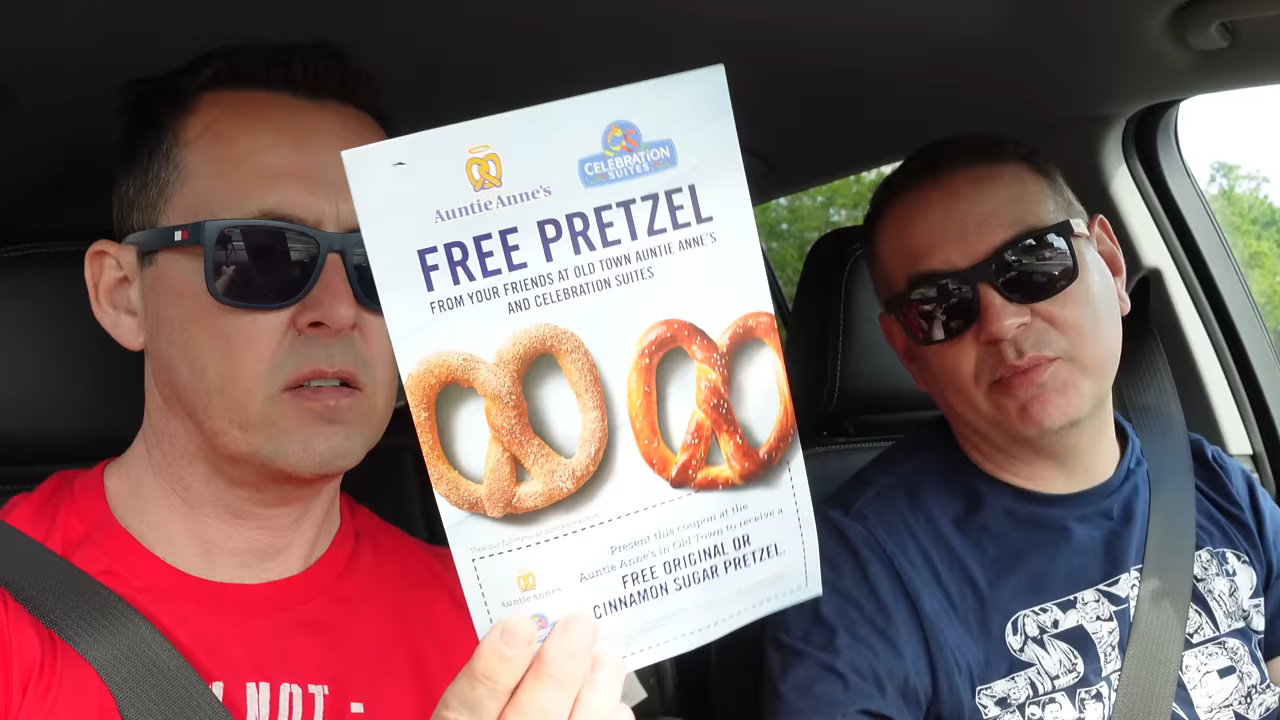 Auntie Anne's
CELEBRATION
SUITES
FREE PRETZEL
FROM YOUR FRIENDS AT OLD TOWN AUNTIE ANNE'S
AND CELEBRATION SUITES
Present this coupon at the
Auntie Anne's in Old Town to receive a
FREE ORIGINAL OR
CINNAMON SUGAR PRETZEL.
Auntie Anne's
NOT